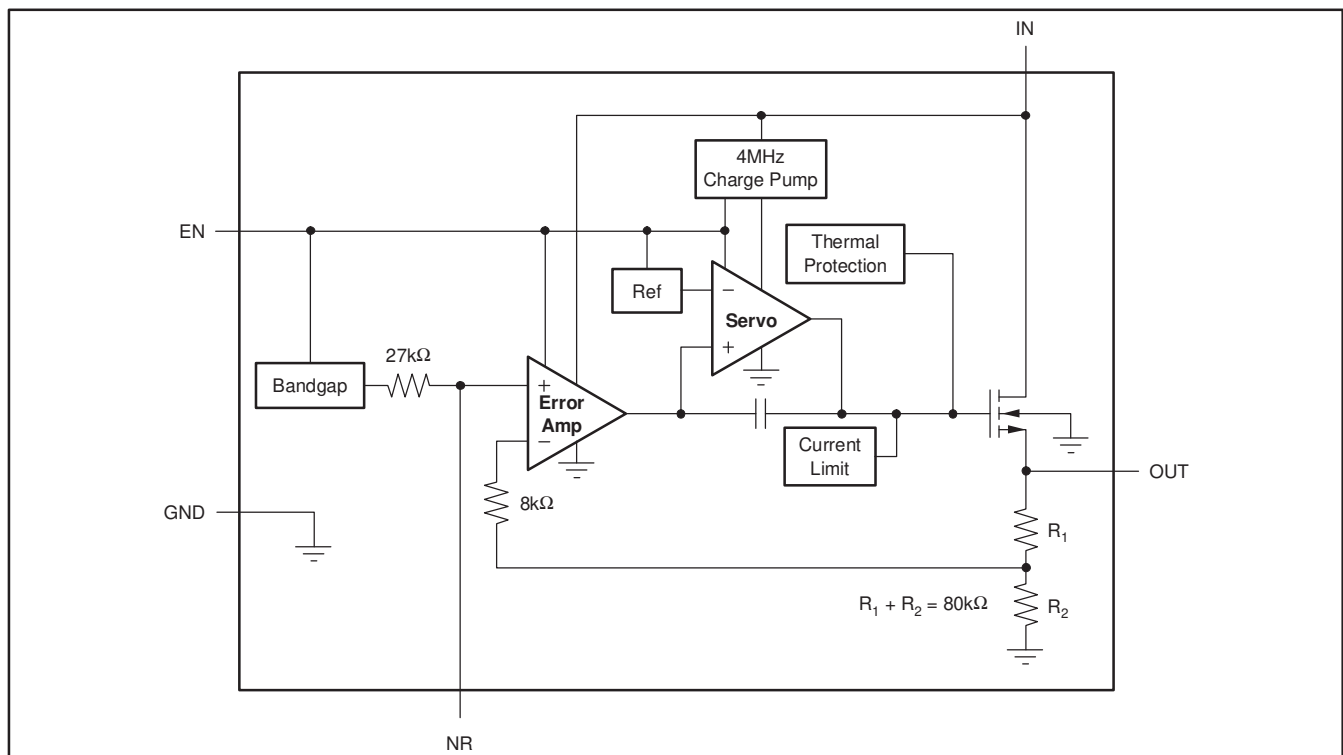 IN
4MHz
Charge Pump
EN
Thermal
Protection
Ref
−
Servo
+
27kΩ
Bandgap
+
Error
Amp
−
Current
Limit
OUT
8kΩ
GND
R1
R1 + R2 = 80kΩ
R2
NR